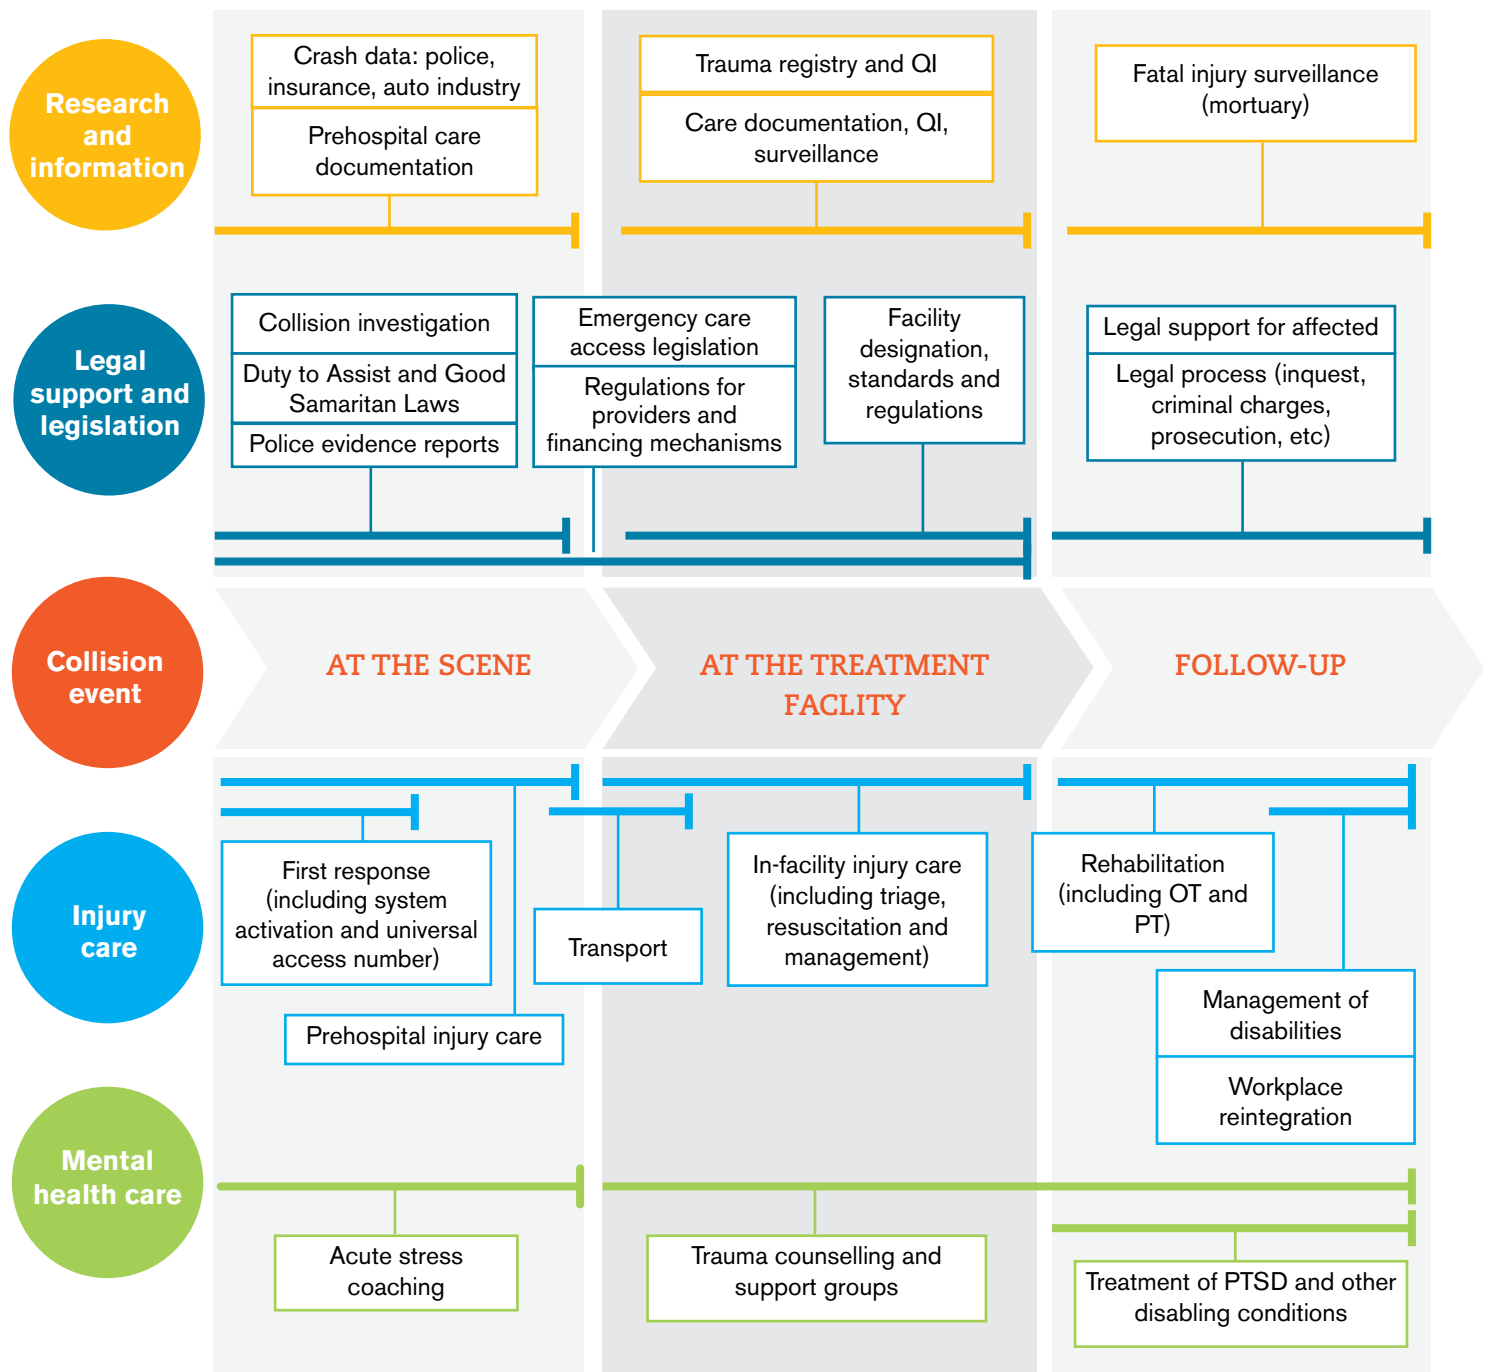 Research
and
information
Crash data: police,
insurance, auto industry
Prehospital care
documentation
Trauma registry and QI
Care documentation, QI,
surveillance
Fatal injury surveillance
(mortuary)
Legal
support and
legislation
Collision investigation
Duty to Assist and Good
Samaritan Laws
Police evidence reports
Emergency care
access legislation
Regulations for
providers and
financing mechanisms
Facility
designation,
standards and
regulations
Legal support for affected
Legal process (inquest,
criminal charges,
prosecution, etc)
Collision
event
AT THE SCENE
AT THE TREATMENT
FACLITY
FOLLOW-UP
Injury
care
First response
(including system
activation and universal
access number)
Prehospital injury care
Transport
In-facility injury care
(including triage,
resuscitation and
management)
Rehabilitation
(including OT and
PT)
Management of
disabilities
Workplace
reintegration
Mental
health care
Acute stress
coaching
Trauma counselling and
support groups
Treatment of PTSD and other
disabling conditions